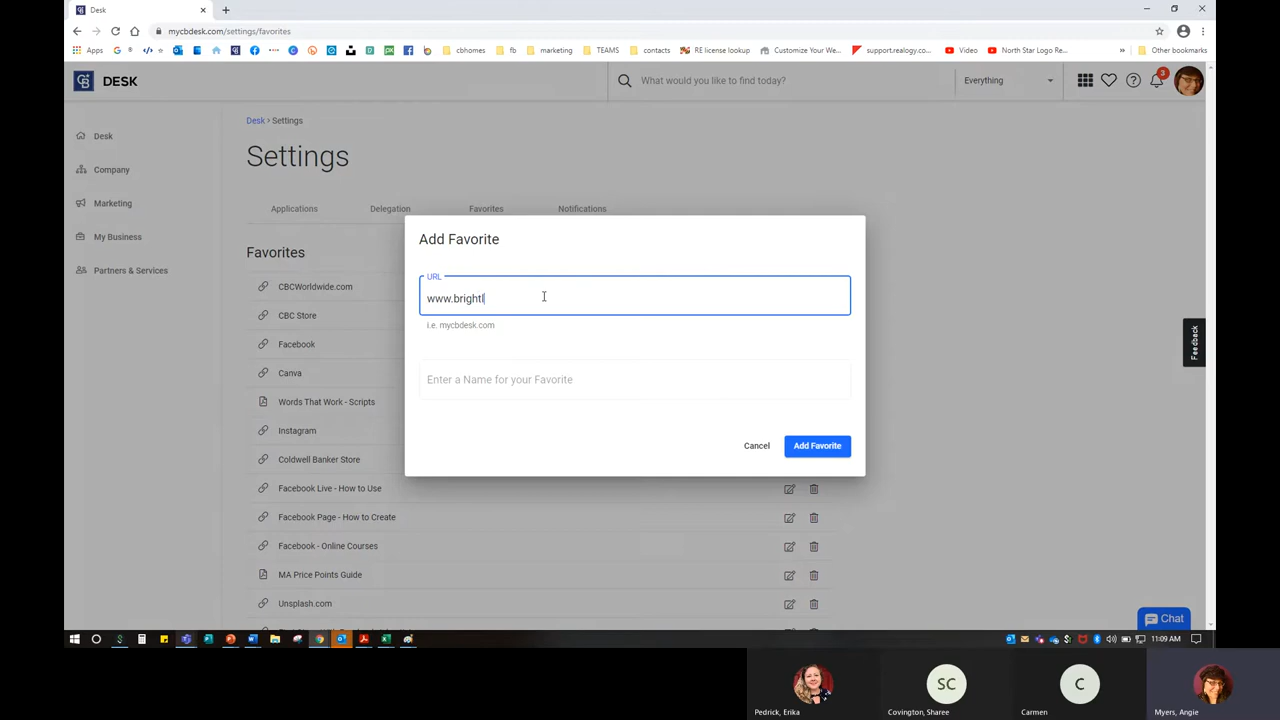 Desk
mycbdesk.com/settings/favorites
Apps
cbhomes
fb
marketing
TEAMS
contacts
RE license lookup
Customize Your We...
support.realogy.co...
Video
North Star Logo Re...
Other bookmarks
DESK
What would you like to find today?
Everything
3
Desk
Company
Marketing
My Business
Partners & Services
Desk > Settings
Settings
Applications
Delegation
Favorites
Notifications
Favorites
CBCWorldwide.com
CBC Store
Facebook
Canva
Words That Work - Scripts
Instagram
Coldwell Banker Store
Facebook Live - How to Use
Facebook Page - How to Create
Facebook - Online Courses
MA Price Points Guide
Unsplash.com
Add Favorite
URL
www.brightl
i.e. mycbdesk.com
Enter a Name for your Favorite
Cancel
Add Favorite
Feedback
Chat
11:09 AM
SC
C
Pedrick, Erika
Covington, Sharee
Carmen
Myers, Angie